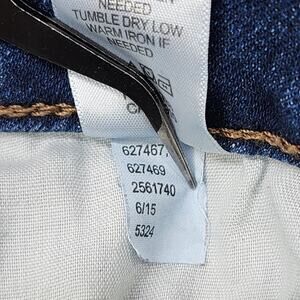 NEEDED
TUMBLE DRY LOW
WARM IRON IF
NEEDED
627467,
627469
2561740
6/15
5324